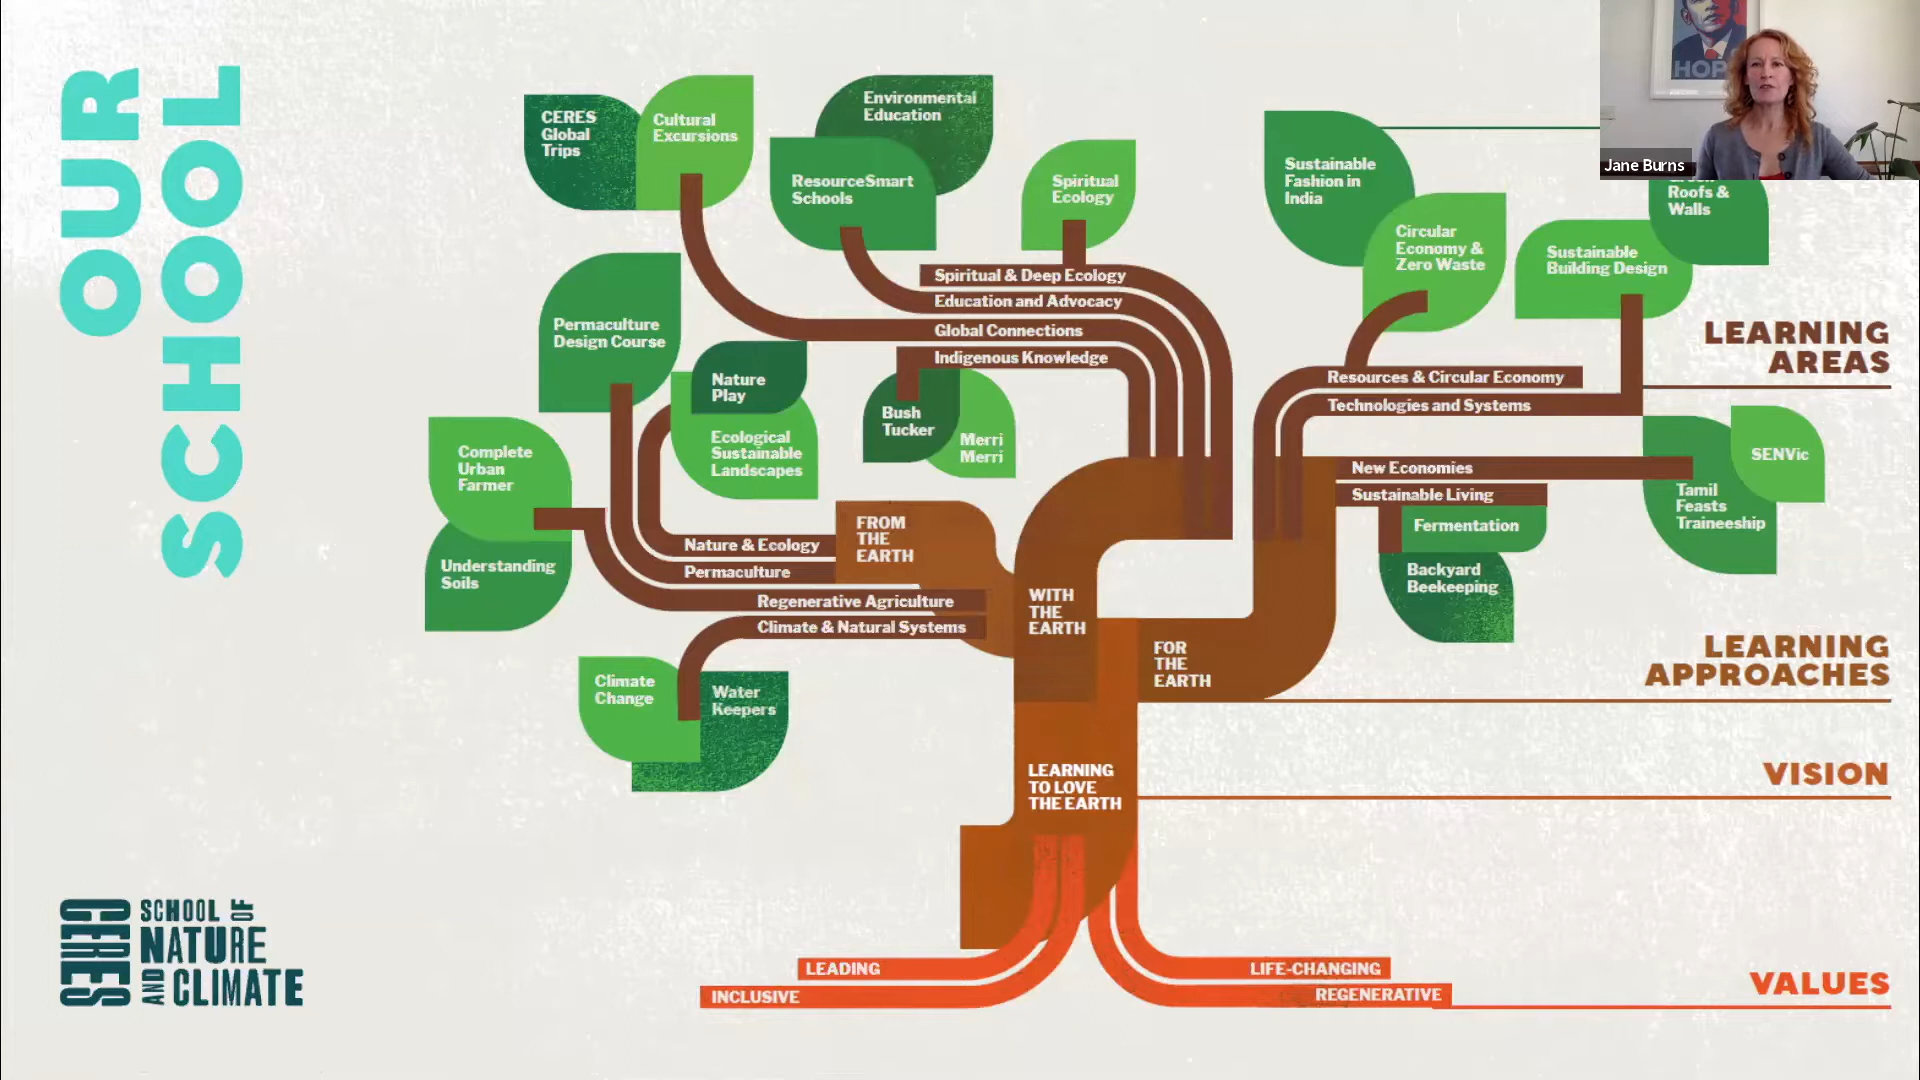 OUR
SCHOOL
HOP
Jane Burns
CERES
Global
Trips
Cultural
Excursions
Environmental
Education
ResourceSmart
Schools
Spiritual
Ecology
Sustainable
Fashion in
India
Circular
Economy &
Zero Waste
Sustainable
Building Design
Roofs &
Walls
Spiritual & Deep Ecology
Education and Advocacy
Global Connections
Indigenous Knowledge
Permaculture
Design Course
Nature
Play
Ecological
Sustainable
Landscapes
Bush
Tucker
Merri
Merri
Complete
Urban
Farmer
Understanding
Soils
Resources & Circular Economy
Technologies and Systems
New Economies
Sustainable Living
LEARNING
AREAS
SENVic
Tamil
Feasts
Traineeship
Fermentation
Backyard
Beekeeping
Nature & Ecology
Permaculture
Regenerative Agriculture
Climate & Natural Systems
FROM
THE
EARTH
WITH
THE
EARTH
FOR
THE
EARTH
Climate
Change
Water
Keepers
LEARNING
APPROACHES
LEARNING
TO LOVE
THE EARTH
VISION
LEADING
INCLUSIVE
LIFE-CHANGING
REGENERATIVE
VALUES
CERES
SCHOOL OF
NATURE
AND CLIMATE